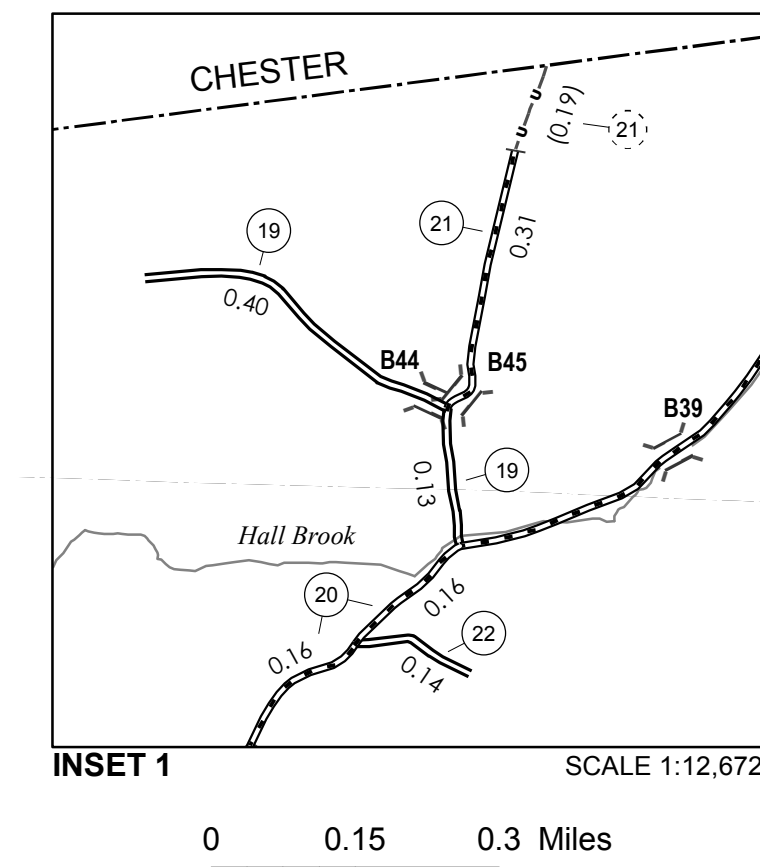 CHESTER
(0.19)
21
21
0.31
19
0.40
B44
B45
B39
0.13
19
Hall Brook
20
0.16
22
0.16
0.14
INSET 1
SCALE 1:12,672
0 0.15 0.3 Miles